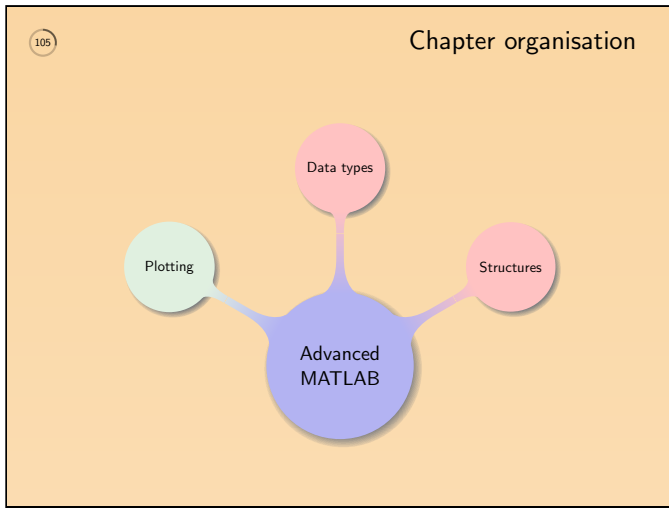 105
Chapter organisation
Data types
Plotting
Structures
Advanced
MATLAB